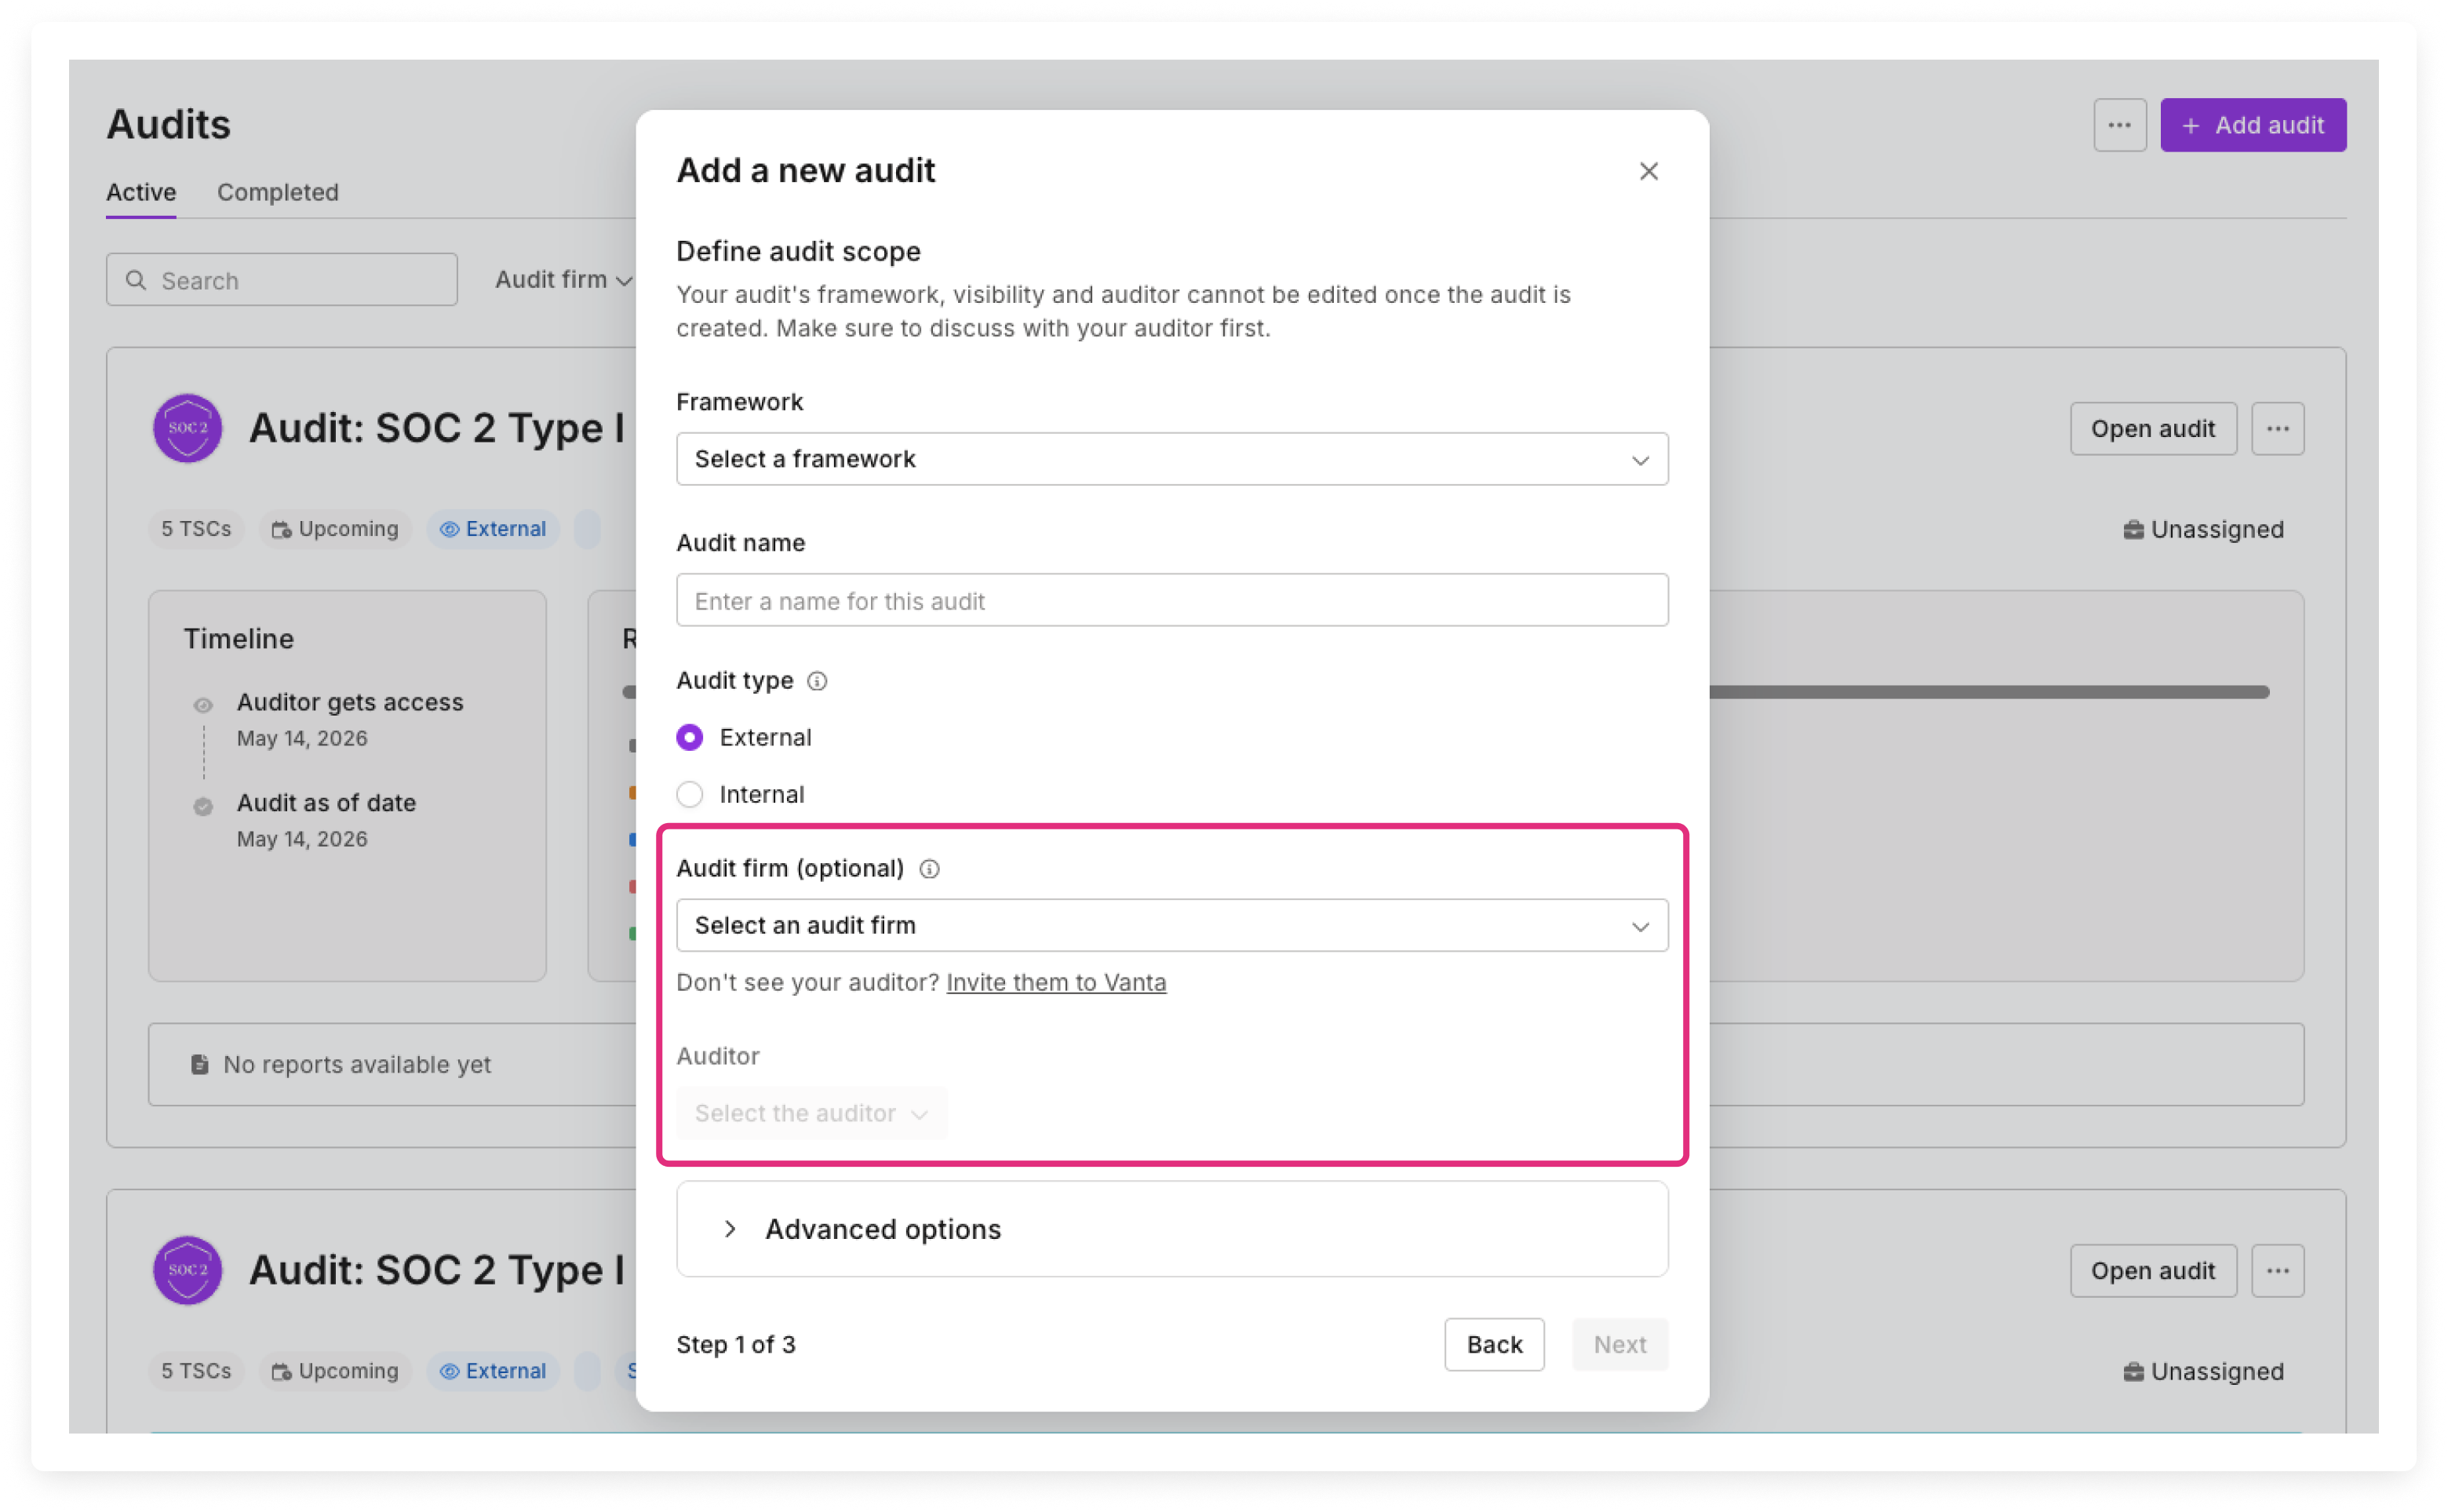 Audits
+ Add audit
Active
Completed
Search
Audit firm
SOC 2
Audit: SOC 2 Type I
Open audit
5 TSCs
Upcoming
External
Unassigned
Timeline
Auditor gets access
May 14, 2026
Audit as of date
May 14, 2026
R
No reports available yet
SOC 2
Audit: SOC 2 Type I
Open audit
5 TSCs
Upcoming
External
S
Unassigned
Add a new audit
Define audit scope
Your audit's framework, visibility and auditor cannot be edited once the audit is
created. Make sure to discuss with your auditor first.
Framework
Select a framework
Audit name
Enter a name for this audit
Audit type
External
Internal
Audit firm (optional)
Select an audit firm
Don't see your auditor? Invite them to Vanta
Auditor
Select the auditor
Advanced options
Step 1 of 3
Back
Next